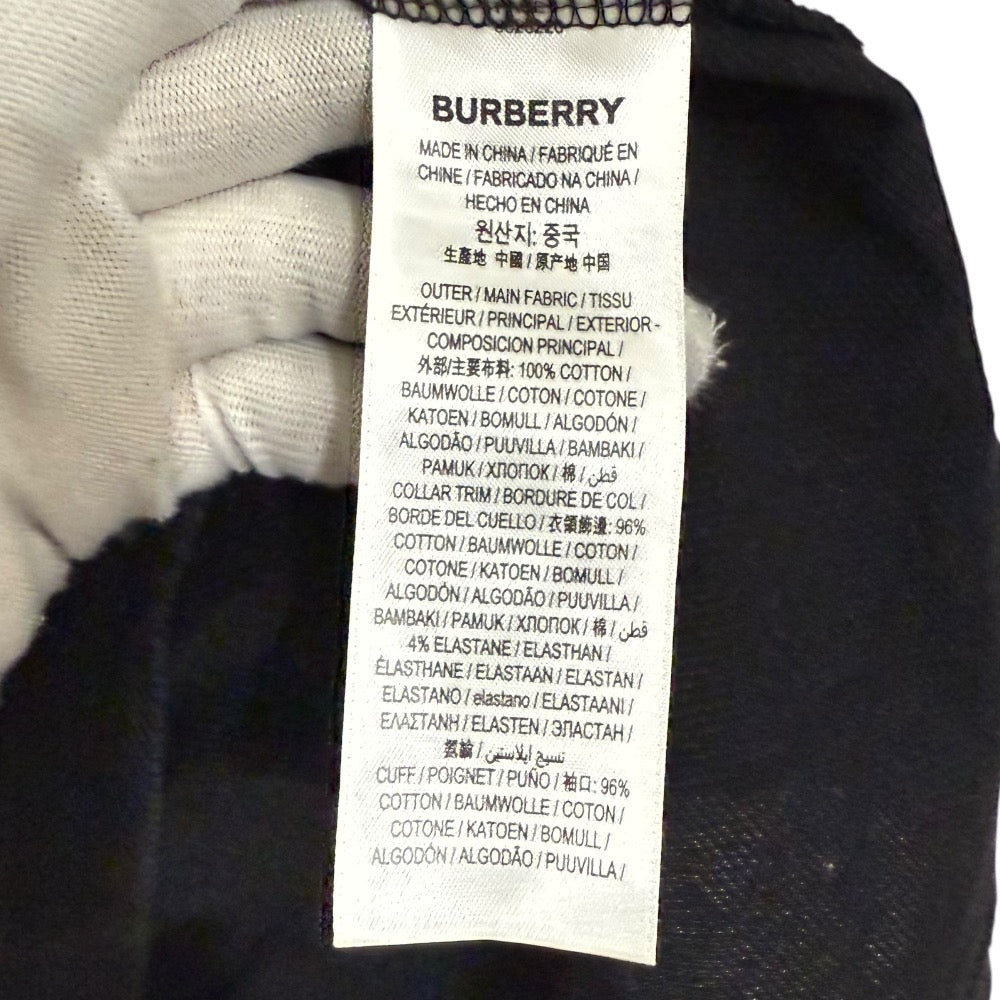 BURBERRY
MADE IN CHINA / FABRIQUÉ EN
CHINE / FABRICADO NA CHINA /
HECHO EN CHINA
원산지: 중국
生產地 中國 / 原产地 中国
OUTER / MAIN FABRIC / TISSU
EXTÉRIEUR / PRINCIPAL / EXTERIOR -
COMPOSICION PRINCIPAL /
外部/主要布料: 100% COTTON /
BAUMWOLLE / COTON / COTONE /
KATOEN / BOMULL / ALGODÓN /
ALGODÃO / PUUVILLA / BAMBAKI /
PAMUK / ХЛОПОК / 棉 / قطن
COLLAR TRIM / BORDURE DE COL /
BORDE DEL CUELLO / 衣領飾邊: 96%
COTTON / BAUMWOLLE / COTON /
COTONE / KATOEN / BOMULL /
ALGODÓN / ALGODÃO / PUUVILLA /
BAMBAKI / PAMUK / ХЛОПОК / 棉 / قطن
4% ELASTANE / ELASTHAN /
ÉLASTHANE / ELASTAAN / ELASTAN /
ELASTANO / elastano / ELASTAANI /
ΕΛΑΣΤΑΝΗ / ELASTEN / ЭЛАСТАН /
نسيج إيلاستين /
CUFF / POIGNET / PUÑO / 袖口: 96%
COTTON / BAUMWOLLE / COTON /
COTONE / KATOEN / BOMULL /
ALGODÓN / ALGODÃO / PUUVILLA /